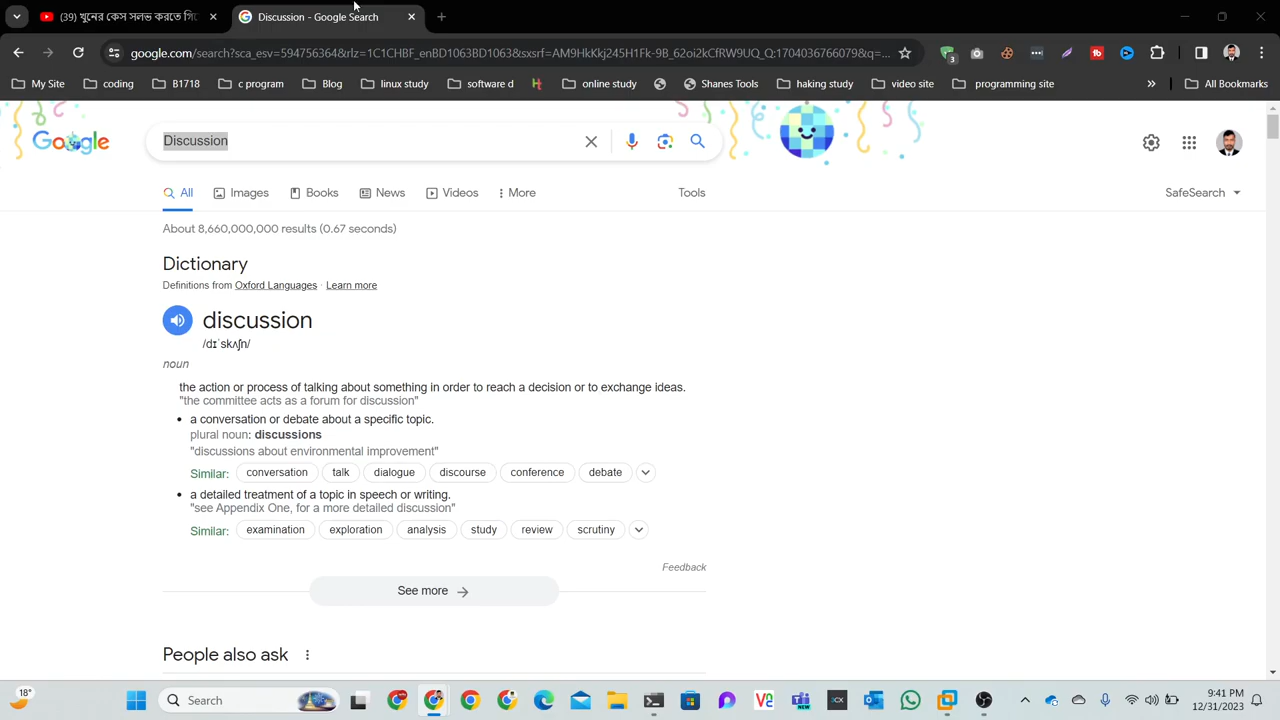 (39) খুনের কেস সলভ করতে গি
Discussion - Google Search
google.com/search?sca_esv=594756364&rlz=1C1CHBF_enBD1063BD1063&sxsrf=AM9HkKkj245H1Fk-9B_62oi2kCfRW9UQ_Q:1704036766079&q=...
3
My Site
coding
B1718
c program
Blog
linux study
software d
online study
Shanes Tools
haking study
video site
programming site
All Bookmarks
Google
Discussion
All
Images
Books
News
Videos
More
Tools
SafeSearch
About 8,660,000,000 results (0.67 seconds)
Dictionary
Definitions from Oxford Languages · Learn more
discussion
/dɪˈskʌʃn/
noun
the action or process of talking about something in order to reach a decision or to exchange ideas.
"the committee acts as a forum for discussion"
• a conversation or debate about a specific topic.
plural noun: discussions
"discussions about environmental improvement"
Similar: conversation talk dialogue discourse conference debate
• a detailed treatment of a topic in speech or writing.
"see Appendix One, for a more detailed discussion"
Similar: examination exploration analysis study review scrutiny
Feedback
See more
People also ask
18°
Search
9:41 PM
12/31/2023